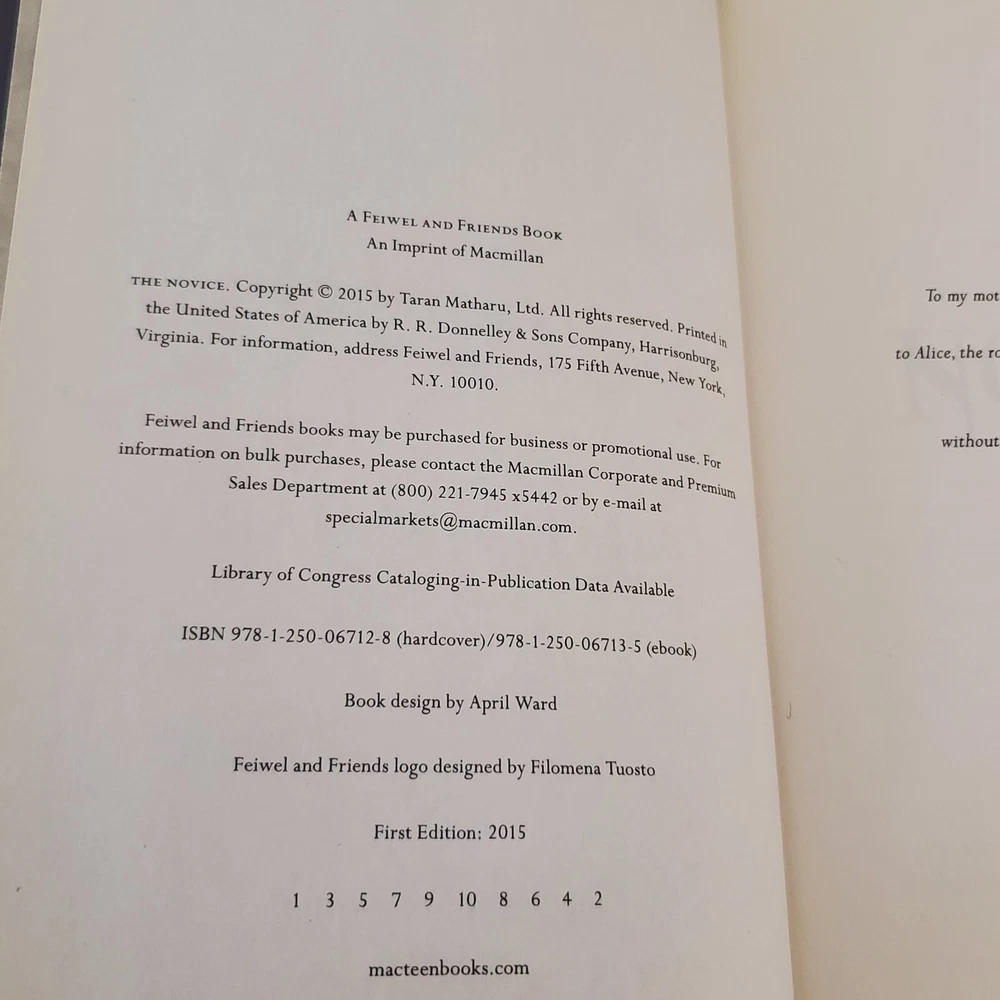 A Feiwel and Friends Book
An Imprint of Macmillan
THE NOVICE. Copyright © 2015 by Taran Matharu, Ltd. All rights reserved. Printed in
the United States of America by R. R. Donnelley & Sons Company, Harrisonburg,
Virginia. For information, address Feiwel and Friends, 175 Fifth Avenue, New York,
N.Y. 10010.
Feiwel and Friends books may be purchased for business or promotional use. For
information on bulk purchases, please contact the Macmillan Corporate and Premium
Sales Department at (800) 221-7945 x5442 or by e-mail at
specialmarkets@macmillan.com.
Library of Congress Cataloging-in-Publication Data Available
ISBN 978-1-250-06712-8 (hardcover)/978-1-250-06713-5 (ebook)
Book design by April Ward
Feiwel and Friends logo designed by Filomena Tuosto
First Edition: 2015
1 3 5 7 9 10 8 6 4 2
macteenbooks.com
To my mot
to Alice, the ro
without